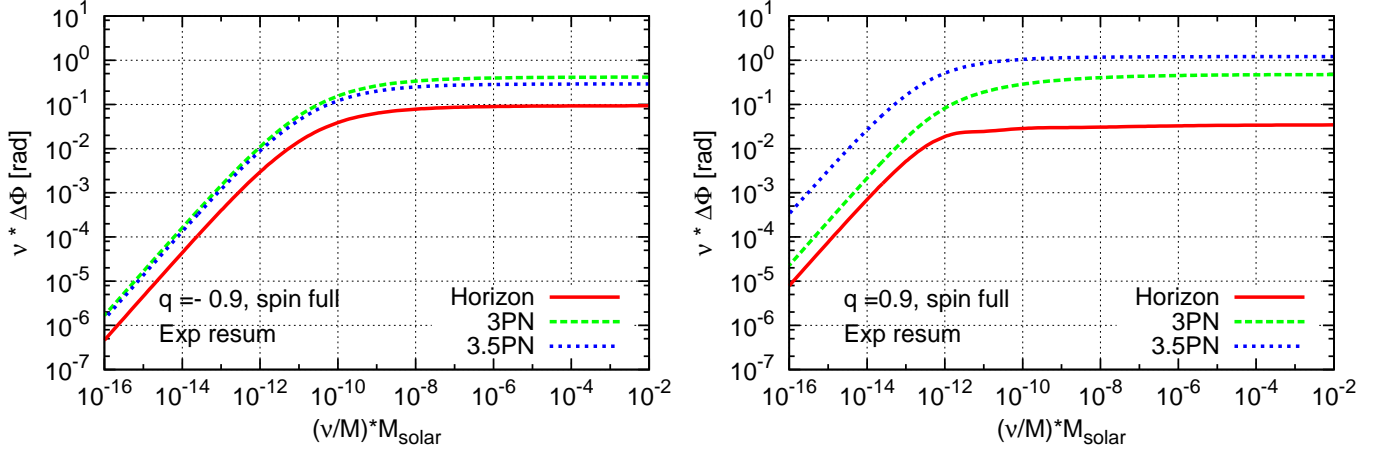 10^1
10^0
10^-1
10^-2
10^-3
10^-4
10^-5
10^-6
10^-7
ν * ΔΦ [rad]
q =- 0.9, spin full
Exp resum
Horizon
3PN
3.5PN
10^-16 10^-14 10^-12 10^-10 10^-8 10^-6 10^-4 10^-2
(ν/M)*M_solar
10^1
10^0
10^-1
10^-2
10^-3
10^-4
10^-5
10^-6
10^-7
ν * ΔΦ [rad]
q =0.9, spin full
Exp resum
Horizon
3PN
3.5PN
10^-16 10^-14 10^-12 10^-10 10^-8 10^-6 10^-4 10^-2
(ν/M)*M_solar